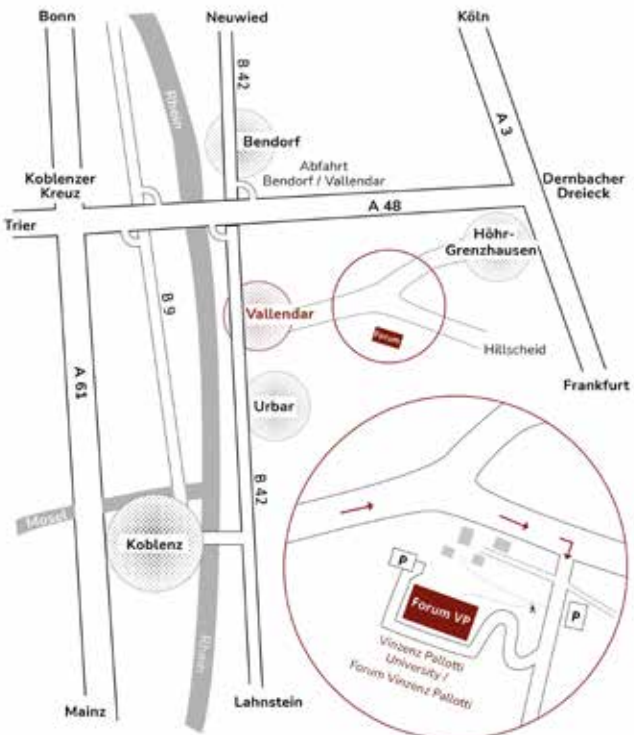 Bonn
Neuwied
Köln
B 42
Rhein
A 3
Bendorf
Abfahrt
Bendorf / Vallendar
Koblenzer
Kreuz
Dernbacher
Dreieck
Trier
A 48
Höhr-
Grenzhausen
B 9
Vallendar
Forum
Hillscheid
A 61
Frankfurt
Urbar
B 42
Mosel
Koblenz
P
Forum VP
P
Vinzenz Pallotti
University /
Forum Vinzenz Pallotti
Rhein
Mainz
Lahnstein